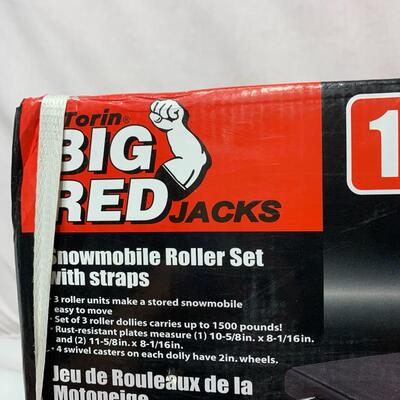 Torin®
BIG
RED JACKS
1
Snowmobile Roller Set
with straps
3 roller units make a stored snowmobile
easy to move
• Set of 3 roller dollies carries up to 1500 pounds!
Rust-resistant plates measure (1) 10-5/8in. x 8-1/16in.
and (2) 11-5/8in. x 8-1/16in.
• 4 swivel casters on each dolly have 2in. wheels.
Jeu de Rouleaux de la
Motoneige